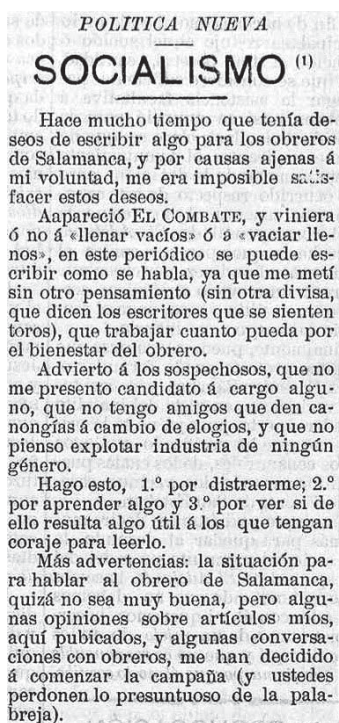 POLITICA NUEVA
SOCIALISMO (1)
Hace mucho tiempo que tenía de-
seos de escribir algo para los obreros
de Salamanca, y por causas ajenas á
mi voluntad, me era imposible satis-
facer estos deseos.
Aapareció EL COMBATE, y viniera
ó no á «llenar vacíos» ó a «vaciar lle-
nos», en este periódico se puede es-
cribir como se habla, ya que me metí
sin otro pensamiento (sin otra divisa,
que dicen los escritores que se sienten
toros), que trabajar cuanto pueda por
el bienestar del obrero.
Advierto á los sospechosos, que no
me presento candidato á cargo algu-
no, que no tengo amigos que den ca-
nongías á cambio de elogios, y que no
pienso explotar industria de ningún
género.
Hago esto, 1.º por distraerme; 2.º
por aprender algo y 3.º por ver si de
ello resulta algo útil á los que tengan
coraje para leerlo.
Más advertencias: la situación pa-
ra hablar al obrero de Salamanca,
quizá no sea muy buena, pero algu-
nas opiniones sobre artículos míos,
aquí pubicados, y algunas conversa-
ciones con obreros, me han decidido
á comenzar la campaña (y ustedes
perdonen lo presuntuoso de la pala-
breja).